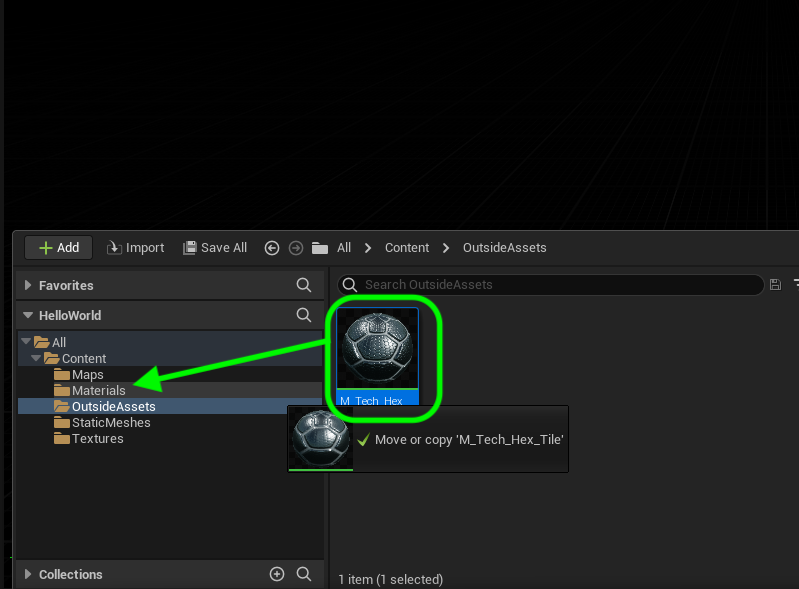 Add Import Save All All Content OutsideAssets
Favorites
Search OutsideAssets
HelloWorld
All
Content
Maps
Materials
M_Tech_Hex_
OutsideAssets
StaticMeshes
Textures
Move or copy 'M_Tech_Hex_Tile'
Collections
1 item (1 selected)